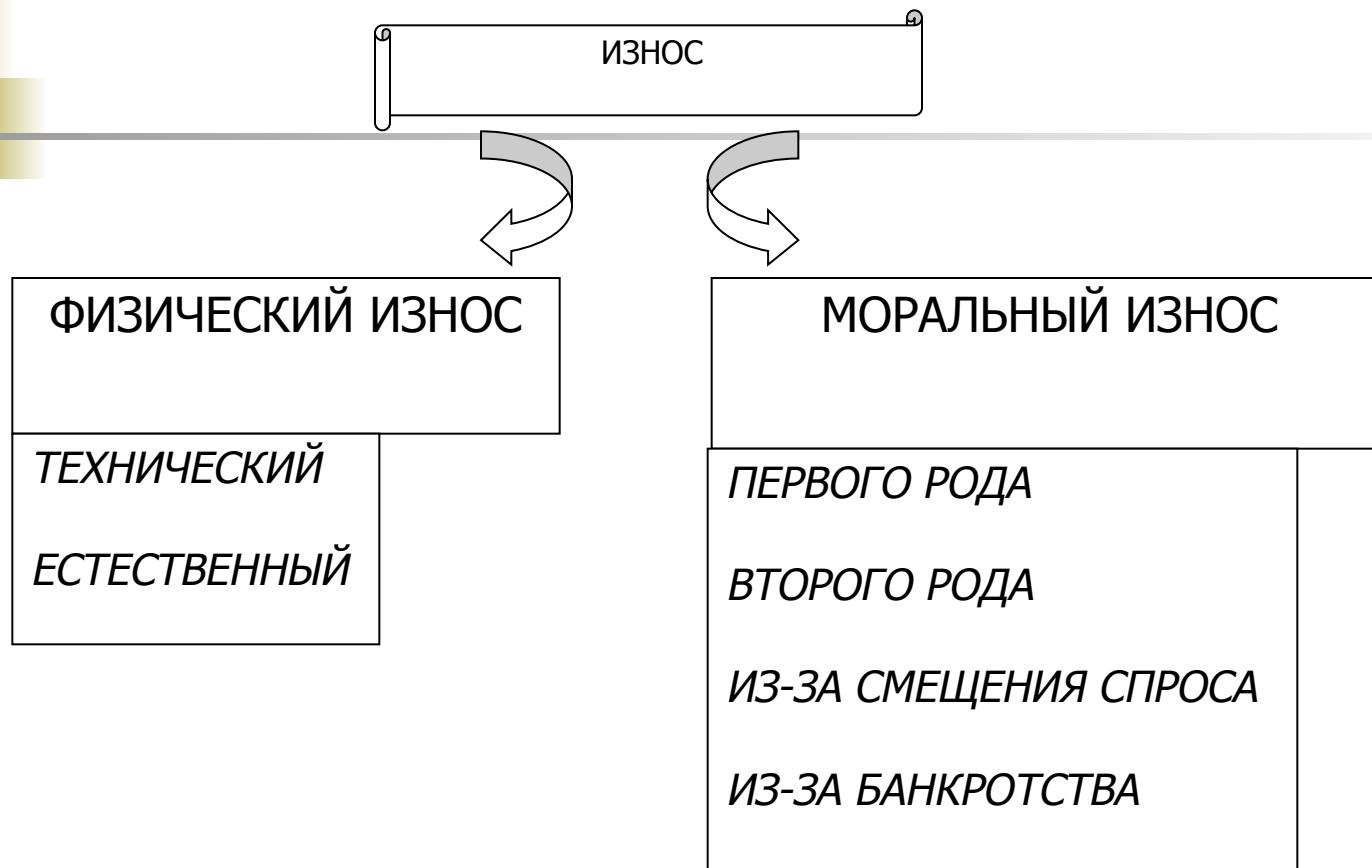 ИЗНОС
ФИЗИЧЕСКИЙ ИЗНОС
ТЕХНИЧЕСКИЙ
ЕСТЕСТВЕННЫЙ
МОРАЛЬНЫЙ ИЗНОС
ПЕРВОГО РОДА
ВТОРОГО РОДА
ИЗ-ЗА СМЕЩЕНИЯ СПРОСА
ИЗ-ЗА БАНКРОТСТВА